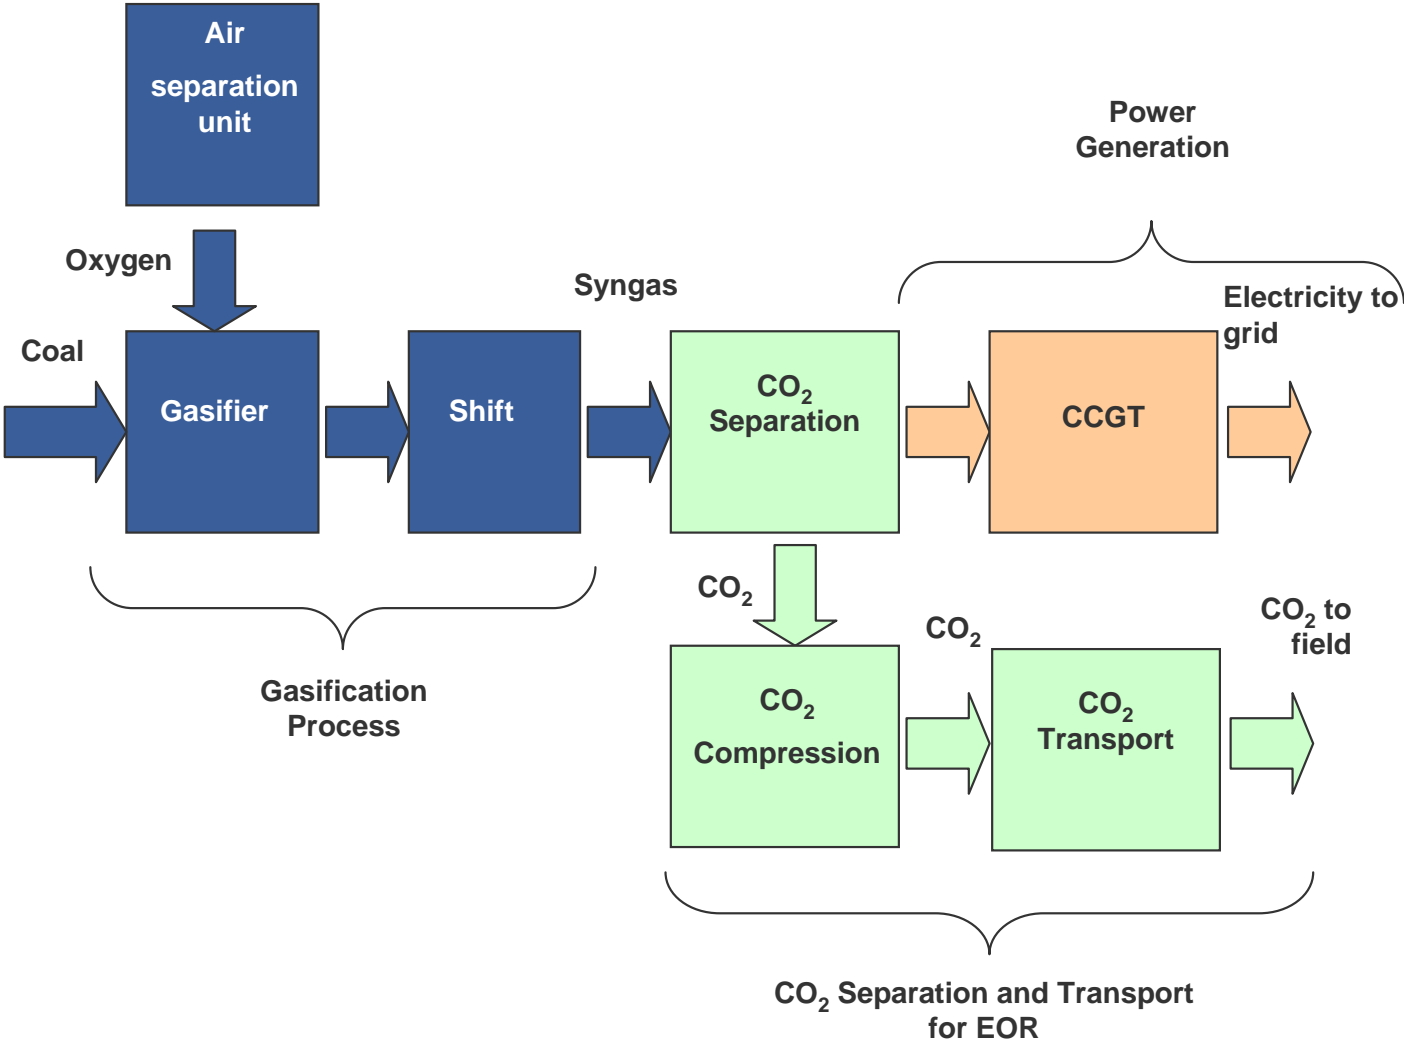 Air
separation
unit
Power
Generation
Oxygen
Syngas
Electricity to
grid
Coal
Gasifier
Shift
CO₂
Separation
CCGT
CO₂
CO₂
CO₂ to
field
Gasification
Process
CO₂
Compression
CO₂
Transport
CO₂ Separation and Transport
for EOR